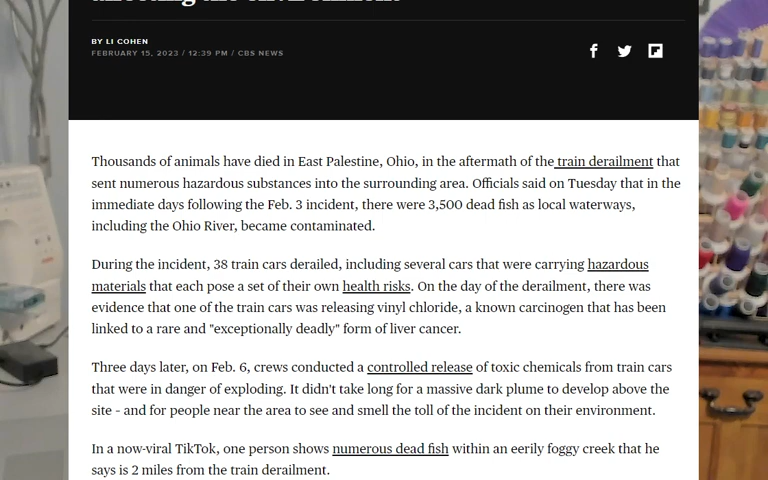 BY LI COHEN
FEBRUARY 15, 2023 / 12:39 PM / CBS NEWS
Thousands of animals have died in East Palestine, Ohio, in the aftermath of the train derailment that
sent numerous hazardous substances into the surrounding area. Officials said on Tuesday that in the
immediate days following the Feb. 3 incident, there were 3,500 dead fish as local waterways,
including the Ohio River, became contaminated.
During the incident, 38 train cars derailed, including several cars that were carrying hazardous
materials that each pose a set of their own health risks. On the day of the derailment, there was
evidence that one of the train cars was releasing vinyl chloride, a known carcinogen that has been
linked to a rare and "exceptionally deadly" form of liver cancer.
Three days later, on Feb. 6, crews conducted a controlled release of toxic chemicals from train cars
that were in danger of exploding. It didn't take long for a massive dark plume to develop above the
site – and for people near the area to see and smell the toll of the incident on their environment.
In a now-viral TikTok, one person shows numerous dead fish within an eerily foggy creek that he
says is 2 miles from the train derailment.